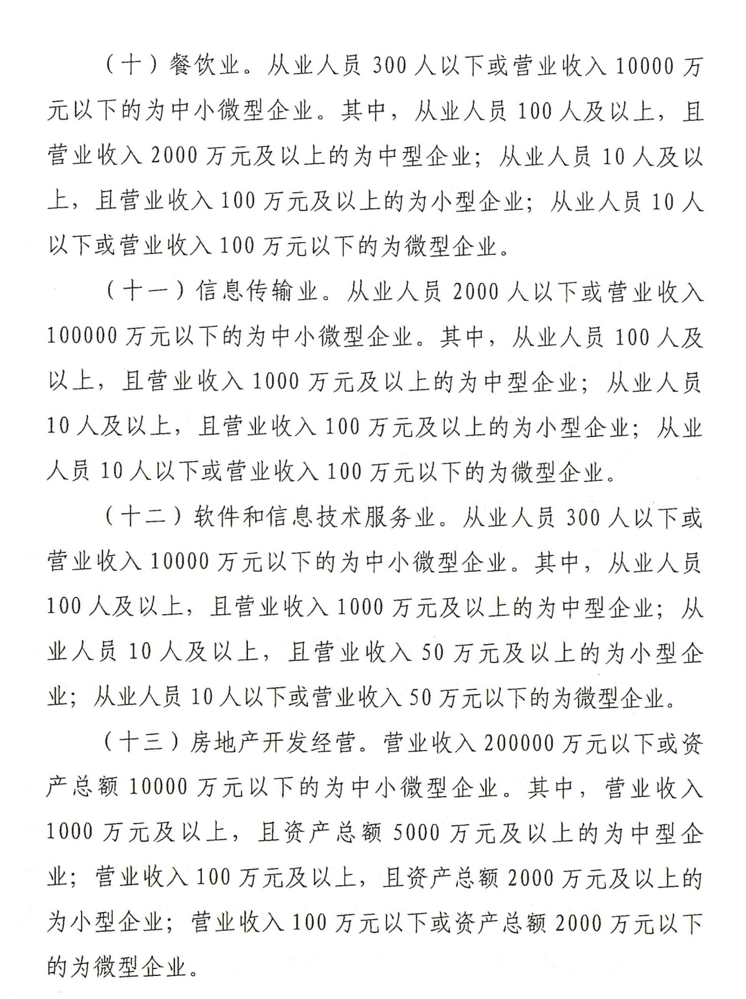 （十）餐饮业。从业人员 300 人以下或营业收入 10000 万
元以下的为中小微型企业。其中，从业人员 100 人及以上，且
营业收入 2000 万元及以上的为中型企业；从业人员 10 人及以
上，且营业收入 100 万元及以上的为小型企业；从业人员 10 人
以下或营业收入 100 万元以下的为微型企业。
（十一）信息传输业。从业人员 2000 人以下或营业收入
100000 万元以下的为中小微型企业。其中，从业人员 100 人及
以上，且营业收入 1000 万元及以上的为中型企业；从业人员
10 人及以上，且营业收入 100 万元及以上的为小型企业；从业
人员 10 人以下或营业收入 100 万元以下的为微型企业。
（十二）软件和信息技术服务业。从业人员 300 人以下或
营业收入 10000 万元以下的为中小微型企业。其中，从业人员
100 人及以上，且营业收入 1000 万元及以上的为中型企业；从
业人员 10 人及以上，且营业收入 50 万元及以上的为小型企
业；从业人员 10 人以下或营业收入 50 万元以下的为微型企业。
（十三）房地产开发经营。营业收入 200000 万元以下或资
产总额 10000 万元以下的为中小微型企业。其中，营业收入
1000 万元及以上，且资产总额 5000 万元及以上的为中型企
业；营业收入 100 万元及以上，且资产总额 2000 万元及以上的
为小型企业；营业收入 100 万元以下或资产总额 2000 万元以下
的为微型企业。